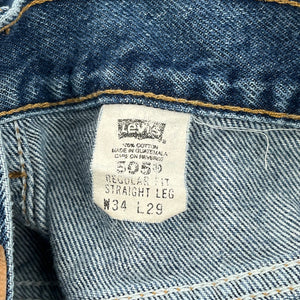 Levi's
100% COTTON
MADE IN GUATEMALA
CARE ON REVERSE
505®
REGULAR FIT
STRAIGHT LEG
W34 L29